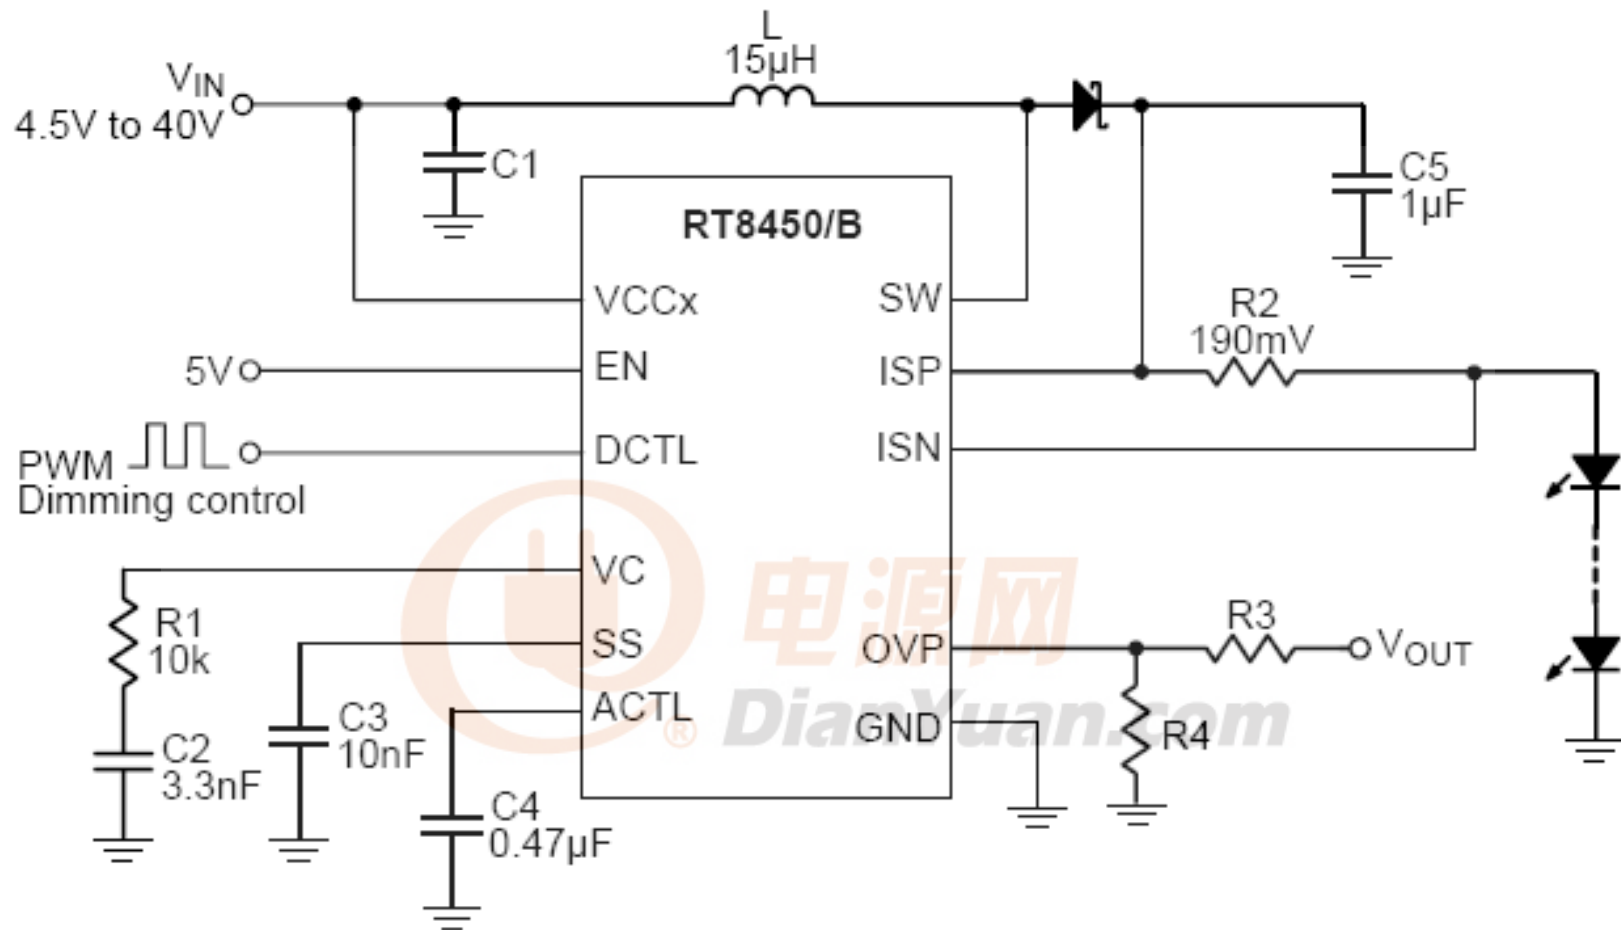 L
15µH
VIN
4.5V to 40V
C1
C5
1µF
RT8450/B
VCCx
SW
R2
190mV
5V
EN
ISP
PWM
Dimming control
DCTL
ISN
VC
R1
10k
SS
OVP
R3
VOUT
ACTL
GND
R4
C3
10nF
C2
3.3nF
C4
0.47µF
电源网
®
DianYuan.com